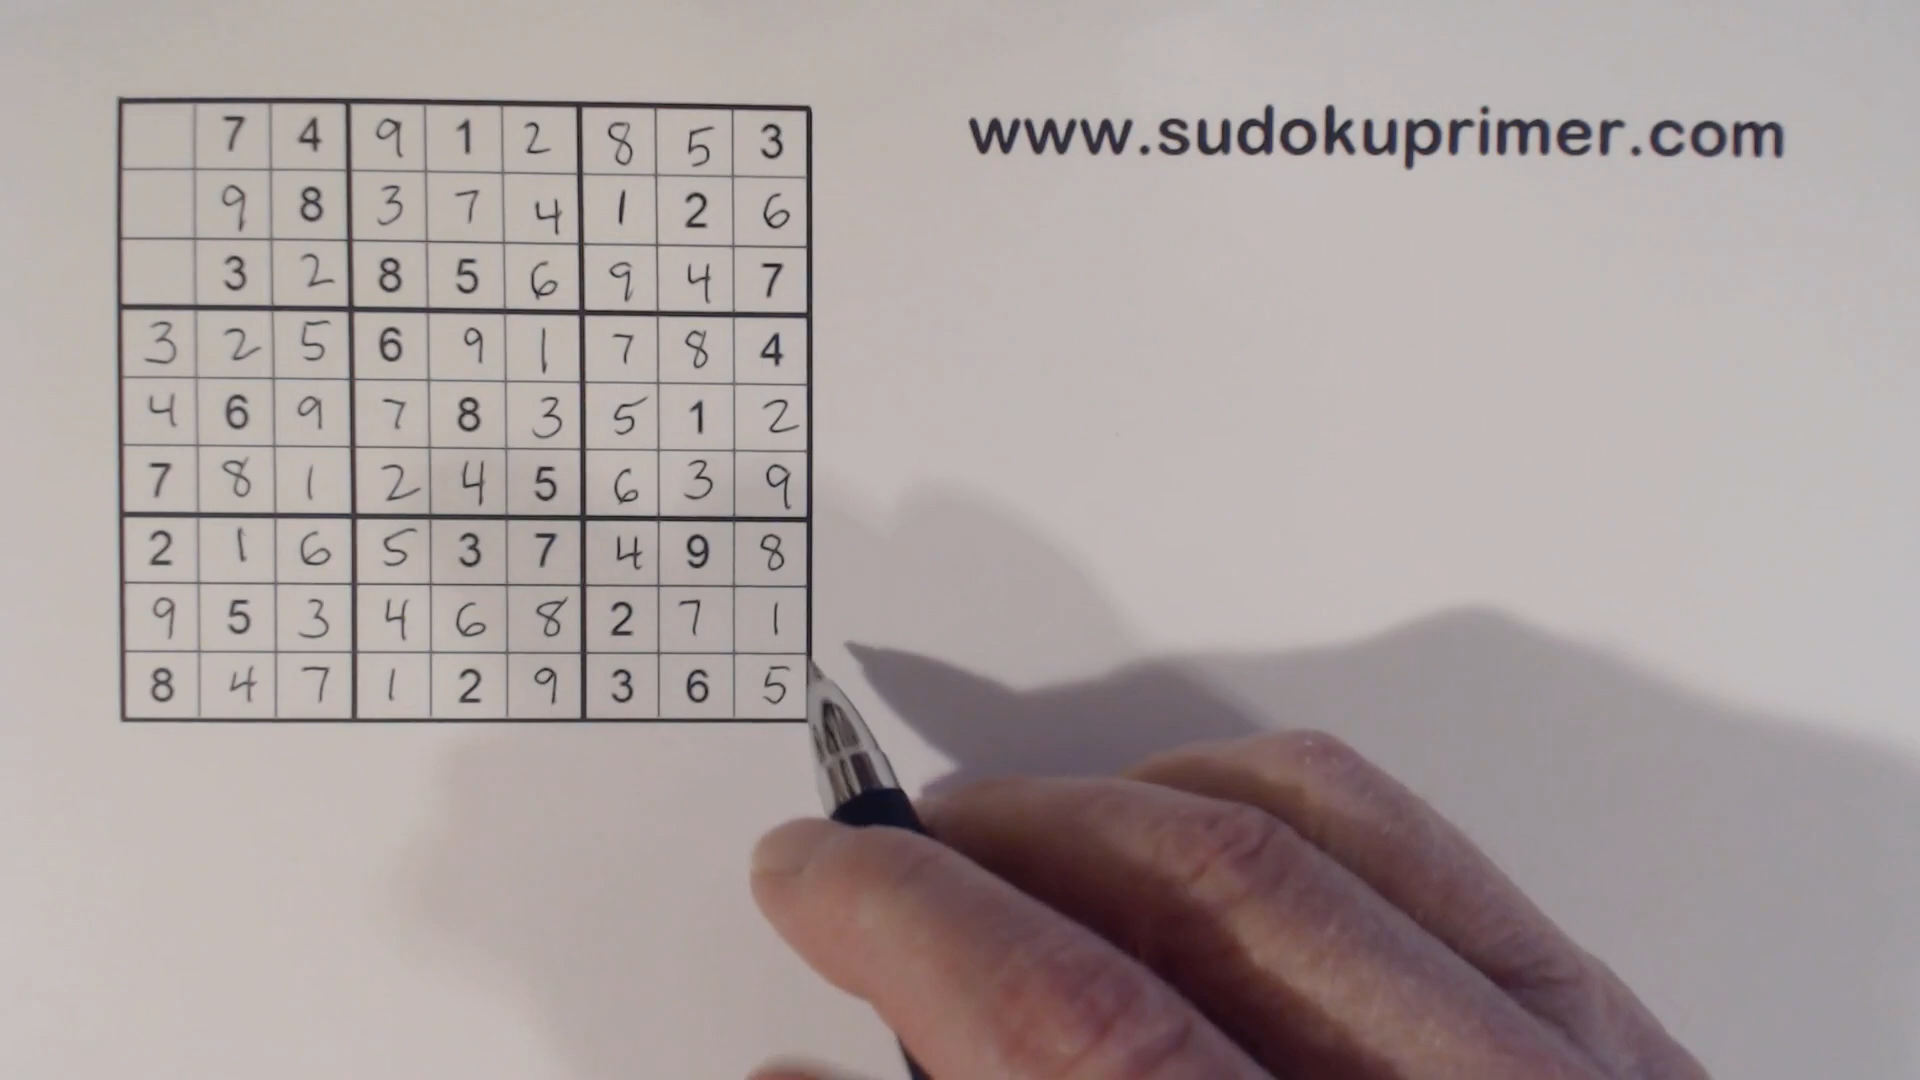 www.sudokuprimer.com
7 4 9 1 2 8 5 3
9 8 3 7 4 1 2 6
3 2 8 5 6 9 4 7
3 2 5 6 9 1 7 8 4
4 6 9 7 8 3 5 1 2
7 8 1 2 4 5 6 3 9
2 1 6 5 3 7 4 9 8
9 5 3 4 6 8 2 7 1
8 4 7 1 2 9 3 6 5